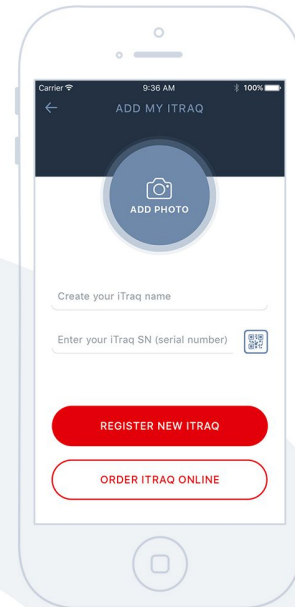 Carrier 9:36 AM 100%
ADD MY ITRAQ
ADD PHOTO
Create your iTraq name
Enter your iTraq SN (serial number)
REGISTER NEW ITRAQ
ORDER ITRAQ ONLINE